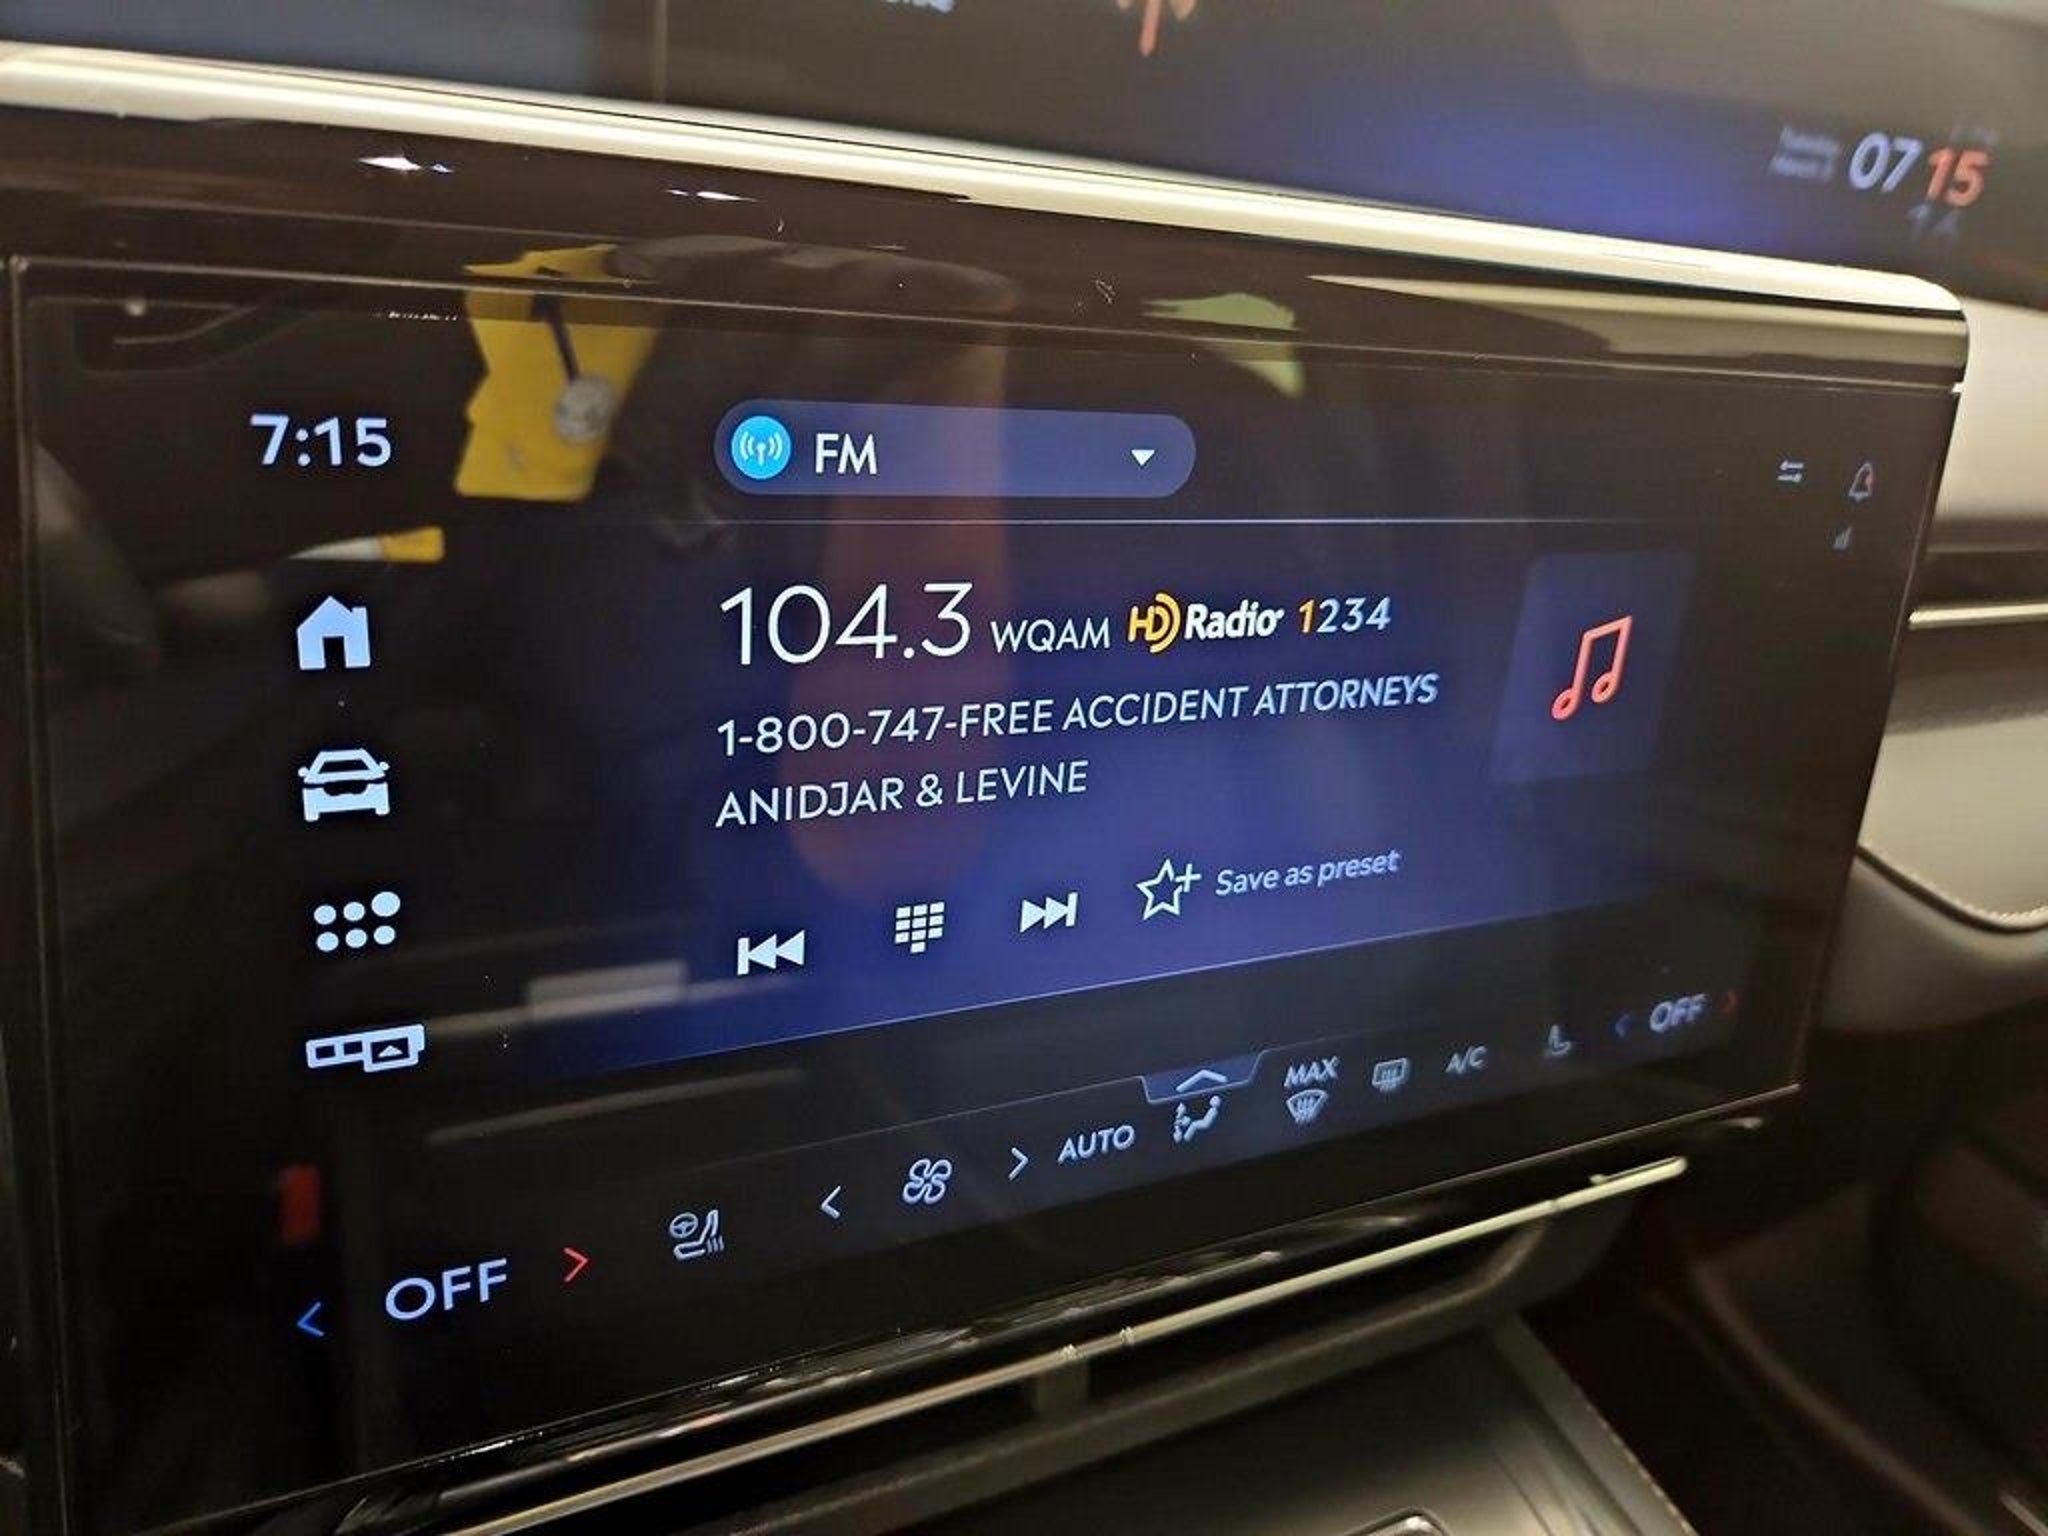 07 15
7:15
FM
104.3 WQAM HD Radio 1234
1-800-747-FREE ACCIDENT ATTORNEYS
ANIDJAR & LEVINE
Save as preset
OFF
AUTO
MAX
A/C
OFF